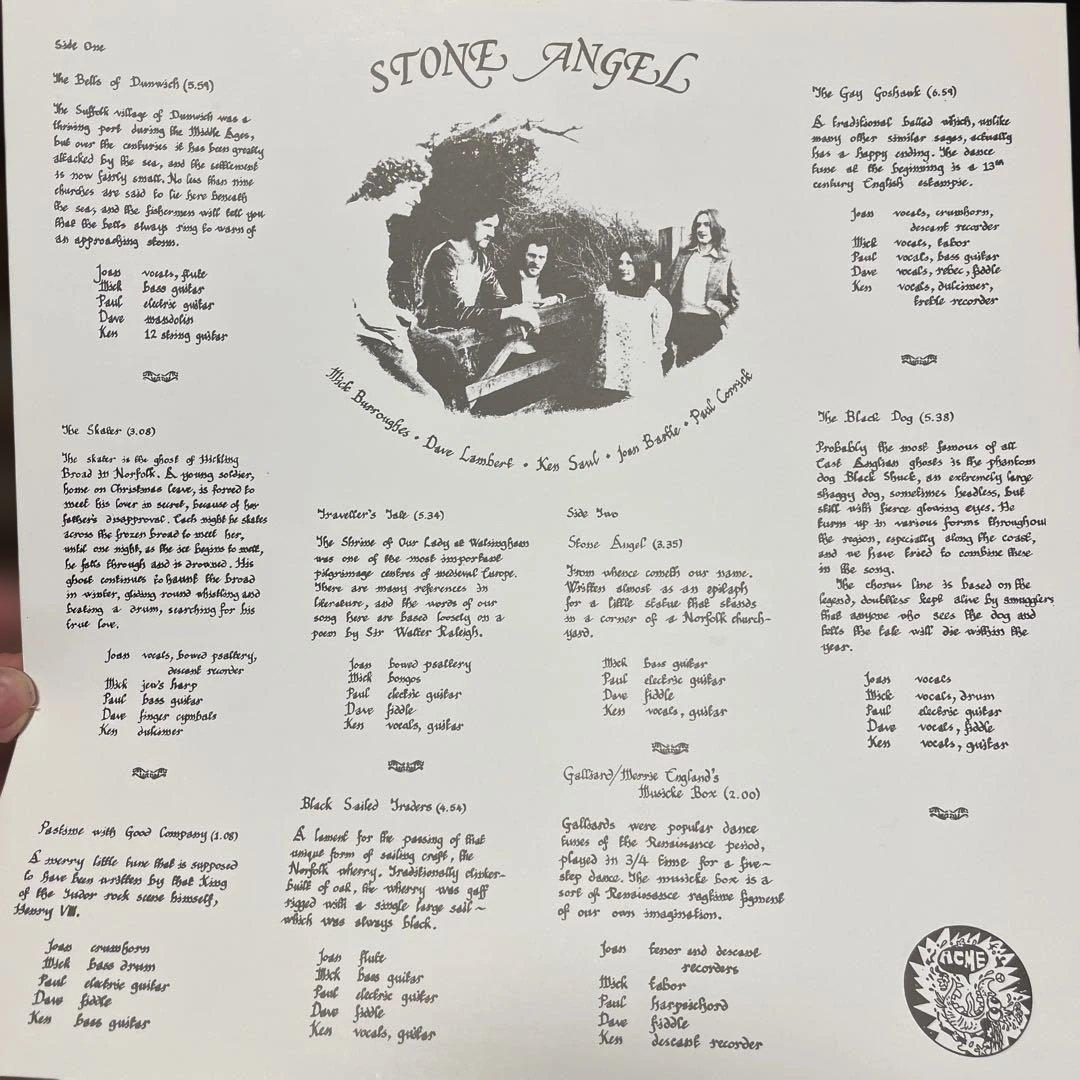 STONE ANGEL
Mick Burroughes • Dave Lambert • Ken Saul • Joan Bartle • Paul Corrick
Side One
The Bells of Dunwich (5.59)
The Suffolk village of Dunwich was a
thriving port during the Middle Ages,
but over the centuries it has been greatly
attacked by the sea, and the settlement
is now fairly small. No less than nine
churches are said to lie here beneath
the sea, and the fishermen will tell you
that the bells always ring to warn of
an approaching storm.
Joan vocals, flute
Mick bass guitar
Paul electric guitar
Dave mandolin
Ken 12 string guitar
The Skater (3.08)
The skater is the ghost of Hickling
Broad in Norfolk. A young soldier,
home on Christmas leave, is forced to
meet his lover in secret, because of her
father's disapproval. Each night he skates
across the frozen broad to meet her,
until one night, as the ice begins to melt,
he falls through and is drowned. His
ghost continues to haunt the broad
in winter, gliding round whistling and
beating a drum, searching for his
true love.
Joan vocals, bowed psaltery,
descant recorder
Mick jew's harp
Paul bass guitar
Dave finger cymbals
Ken dulcimer
Pastime with Good Company (1.08)
A merry little tune that is supposed
to have been written by that King
of the Tudor rock scene himself,
Henry VIII.
Joan crumhorn
Mick bass drum
Paul electric guitar
Dave fiddle
Ken bass guitar
Traveller's Tale (5.34)
The Shrine of Our Lady at Walsingham
was one of the most important
pilgrimage centres of medieval Europe.
There are many references in
literature, and the words of our
song here are based loosely on a
poem by Sir Walter Raleigh.
Joan bowed psaltery
Mick bongos
Paul electric guitar
Dave fiddle
Ken vocals, guitar
Black Sailed Traders (4.54)
A lament for the passing of that
unique form of sailing craft, the
Norfolk wherry. Traditionally clinker-
built of oak, the wherry was gaff
rigged with a single large sail ~
which was always black.
Joan flute
Mick bass guitar
Paul electric guitar
Dave fiddle
Ken vocals, guitar
Side Two
Stone Angel (3.35)
From whence cometh our name.
Written almost as an epitaph
for a little statue that stands
in a corner of a Norfolk church-
yard.
Mick bass guitar
Paul electric guitar
Dave fiddle
Ken vocals, guitar
Galliard/Merrie England's
Musicke Box (2.00)
Galliards were popular dance
tunes of the Renaissance period,
played in 3/4 time for a five-
step dance. The musicke box is a
sort of Renaissance ragtime figment
of our own imagination.
Joan tenor and descant
recorders
Mick tabor
Paul harpsichord
Dave fiddle
Ken descant recorder
The Gay Goshawk (6.59)
A traditional ballad which, unlike
many other similar sagas, actually
has a happy ending. The dance
tune at the beginning is a 13th
century English estampie.
Joan vocals, crumhorn,
descant recorder
Mick vocals, tabor
Paul vocals, bass guitar
Dave vocals, rebec, fiddle
Ken vocals, dulcimer,
treble recorder
The Black Dog (5.38)
Probably the most famous of all
East Anglian ghosts is the phantom
dog Black Shuck, an extremely large
shaggy dog, sometimes headless, but
still with fierce glowing eyes. He
turns up in various forms throughout
the region, especially along the coast,
and we have tried to combine these
in the song.
The chorus line is based on the
legend, doubtless kept alive by smugglers
that anyone who sees the dog and
tells the tale will die within the
year.
Joan vocals
Mick vocals, drum
Paul electric guitar
Dave vocals, fiddle
Ken vocals, guitar
ACME